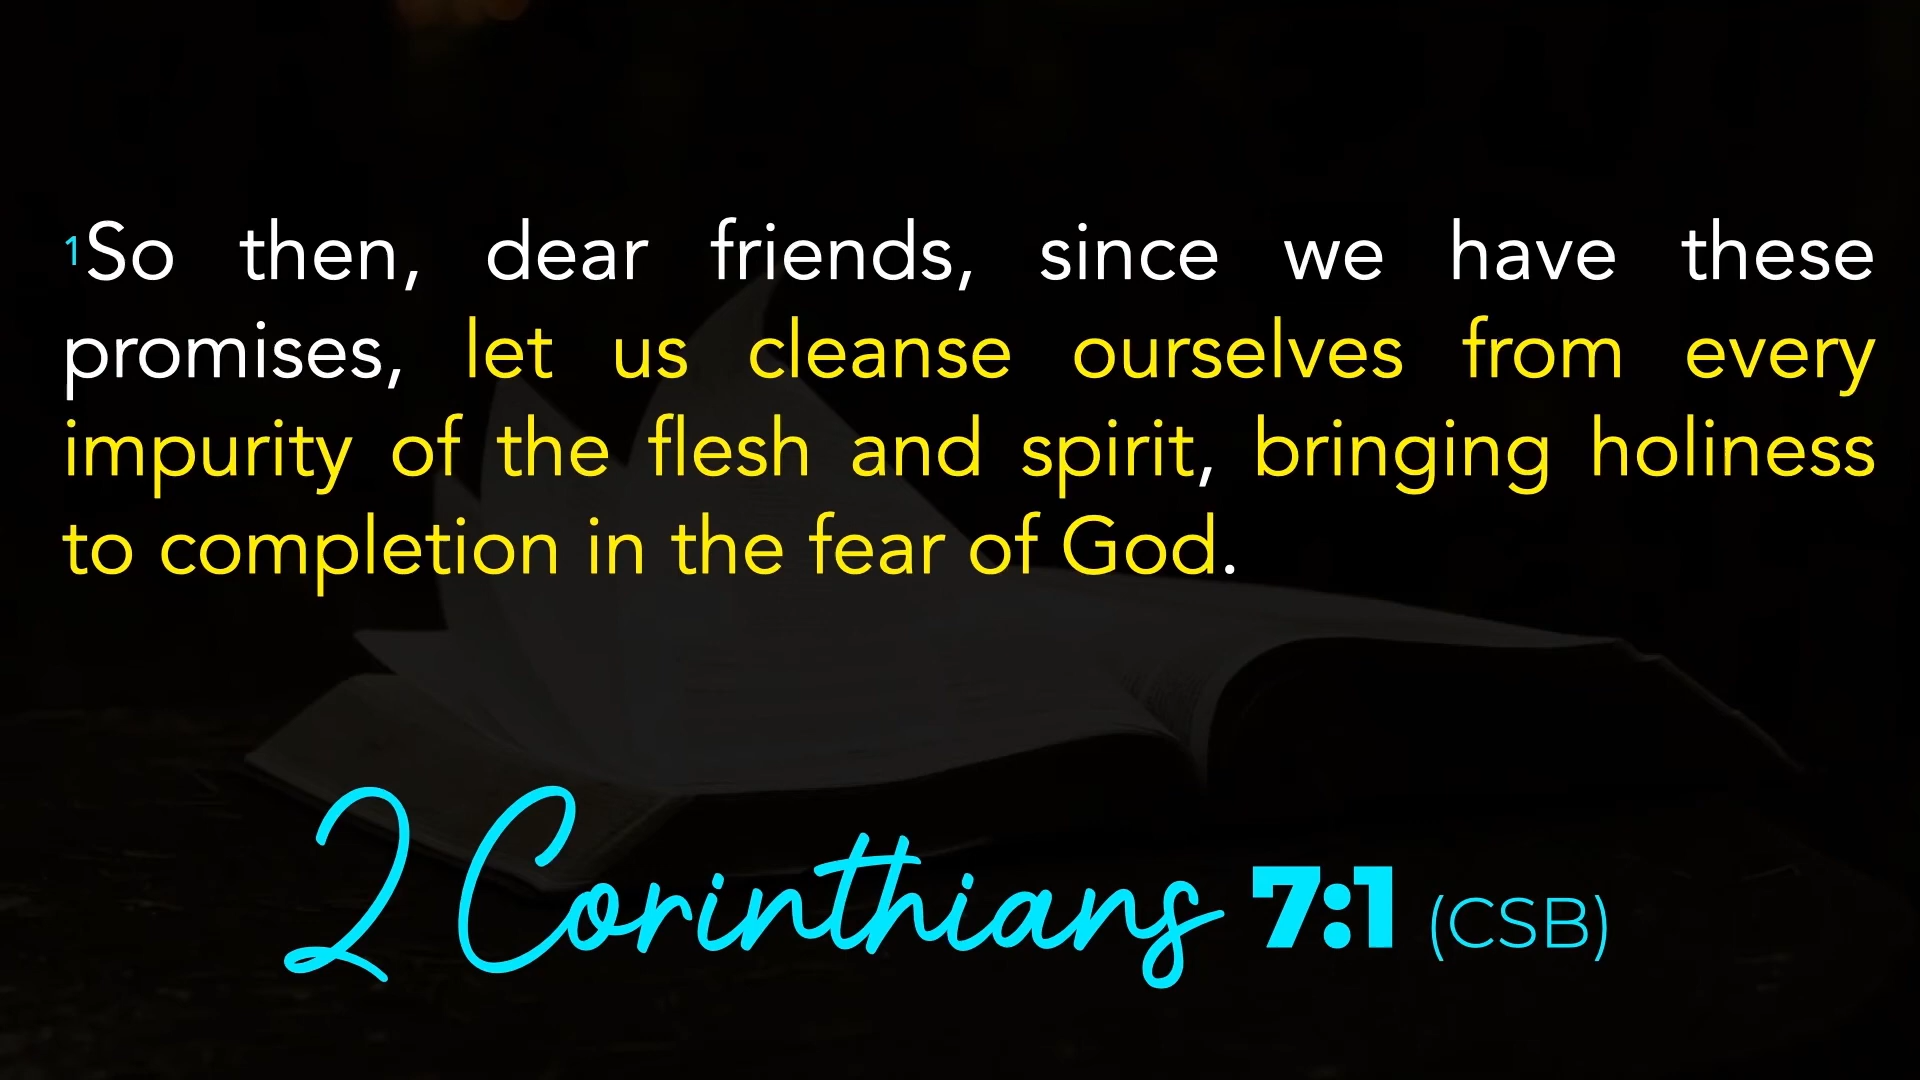 1So then, dear friends, since we have these
promises, let us cleanse ourselves from every
impurity of the flesh and spirit, bringing holiness
to completion in the fear of God.
2 Corinthians 7:1 (CSB)